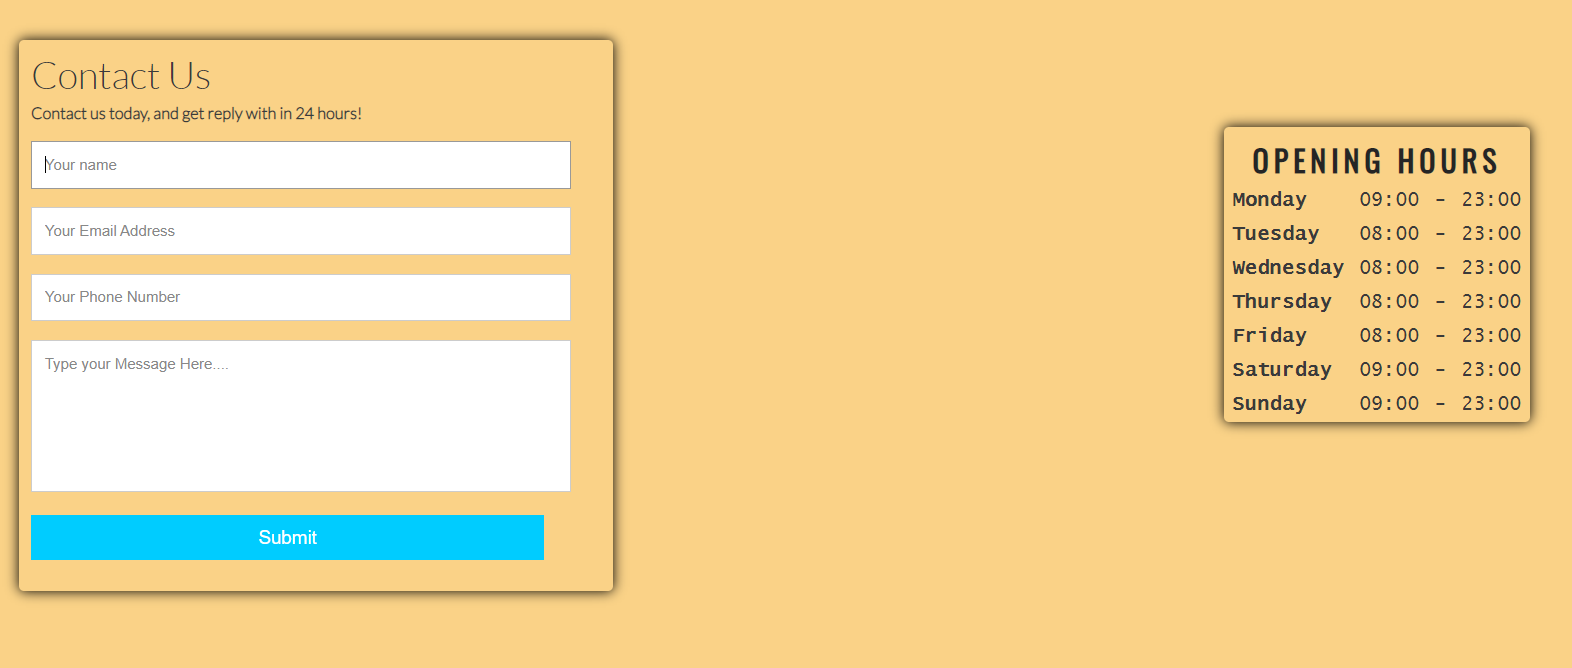 Contact Us
Contact us today, and get reply with in 24 hours!
Your name
Your Email Address
Your Phone Number
Type your Message Here....
Submit
OPENING HOURS
Monday 09:00 - 23:00
Tuesday 08:00 - 23:00
Wednesday 08:00 - 23:00
Thursday 08:00 - 23:00
Friday 08:00 - 23:00
Saturday 09:00 - 23:00
Sunday 09:00 - 23:00